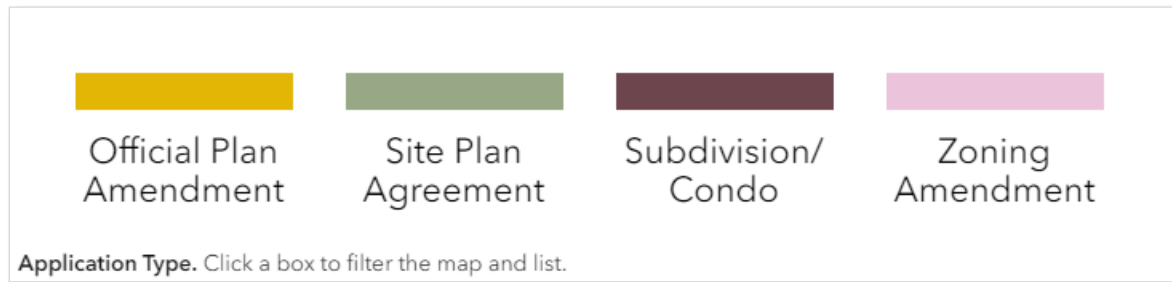 Official Plan
Amendment
Site Plan
Agreement
Subdivision/
Condo
Zoning
Amendment
Application Type. Click a box to filter the map and list.